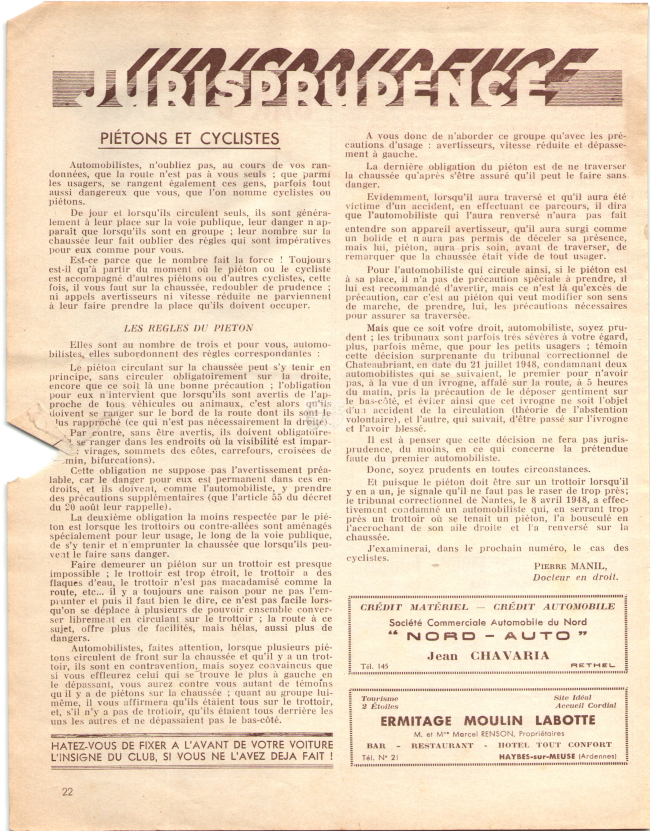 JURISPRUDENCE
PIÉTONS ET CYCLISTES
Automobilistes, n'oubliez pas, au cours de vos ran-
données, que la route n'est pas à vous seuls ; que parmi
les usagers, se rangent également ces gens, parfois tout
aussi dangereux que vous, que l'on nomme cyclistes ou
piétons.
De jour et lorsqu'ils circulent seuls, ils sont généra-
lement à leur place sur la voie publique, leur danger n'ap-
paraît que lorsqu'ils sont en groupe ; leur nombre sur la
chaussée leur fait oublier des règles qui sont impératives
pour eux comme pour vous.
Est-ce parce que le nombre fait la force ! Toujours
est-il qu'à partir du moment où le piéton ou le cycliste
est accompagné d'autres piétons ou d'autres cyclistes, cette
fois, il vous faut sur la chaussée, redoubler de prudence ;
ni appels avertisseurs ni vitesse réduite ne parviennent
à leur faire prendre la place qu'ils doivent occuper.
LES REGLES DU PIETON
Elles sont au nombre de trois et pour vous, automo-
bilistes, elles subordonnent des règles correspondantes :
Le piéton circulant sur la chaussée peut s'y tenir en
principe, sans circuler obligatoirement sur la droite,
encore que ce soit là une bonne précaution ; l'obligation
pour eux n'intervient que lorsqu'ils sont avertis de l'ap-
proche de tous véhicules ou animaux, c'est alors qu'ils
doivent se ranger sur le bord de la route dont ils sont le
plus rapproché (ce qui n'est pas nécessairement la droite).
Par contre, sans être avertis, ils doivent obligatoire-
se ranger dans les endroits où la visibilité est impar-
: virages, sommets des côtes, carrefours, croisées de
min, bifurcations).
Cette obligation ne suppose pas l'avertissement préa-
lable, car le danger pour eux est permanent dans ces en-
droits, et ils doivent, comme l'automobiliste, y prendre
des précautions supplémentaires (que l'article 55 du décret
du 20 août leur rappelle).
La deuxième obligation la moins respectée par le pié-
ton est lorsque les trottoirs ou contre-allées sont aménagés
spécialement pour leur usage, le long de la voie publique,
de s'y tenir et n'emprunter la chaussée que lorsqu'ils peu-
vent le faire sans danger.
Faire demeurer un piéton sur un trottoir est presque
impossible ; le trottoir est trop étroit, le trottoir a des
flaques d'eau, le trottoir n'est pas macadamisé comme la
route, etc... il y a toujours une raison pour ne pas l'em-
prunter et puis il faut bien le dire, ce n'est pas facile lors-
qu'on se déplace à plusieurs de pouvoir ensemble conver-
ser librement en circulant sur le trottoir ; la route à ce
sujet, offre plus de facilités, mais hélas, aussi plus de
dangers.
Automobilistes, faites attention, lorsque plusieurs pié-
tons circulent de front sur la chaussée et qu'il y a un trot-
toir, ils sont en contravention, mais soyez convaincus que
si vous effleurez celui qui se trouve le plus à gauche en
le dépassant, vous aurez contre vous autant de témoins
qu'il y a de piétons sur la chaussée ; quant au groupe lui-
même, il vous affirmera qu'ils étaient tous sur le trottoir,
et, s'il n'y a pas de trottoir, qu'ils étaient tous derrière les
uns les autres et ne dépassaient pas le bas-côté.
HATEZ-VOUS DE FIXER A L'AVANT DE VOTRE VOITURE
L'INSIGNE DU CLUB, SI VOUS NE L'AVEZ DEJA FAIT !
22
A vous donc de n'aborder ce groupe qu'avec les pré-
cautions d'usage : avertisseurs, vitesse réduite et dépasse-
ment à gauche.
La dernière obligation du piéton est de ne traverser
la chaussée qu'après s'être assuré qu'il peut le faire sans
danger.
Evidemment, lorsqu'il aura traversé et qu'il aura été
victime d'un accident, en effectuant ce parcours, il dira
que l'automobiliste qui l'aura renversé n'aura pas fait
entendre son appareil avertisseur, qu'il aura surgi comme
un bolide et n'aura pas permis de déceler sa présence,
mais lui, piéton, aura pris soin, avant de traverser, de
remarquer que la chaussée était vide de tout usager.
Pour l'automobiliste qui circule ainsi, si le piéton est
à sa place, il n'a pas de précaution spéciale à prendre, il
lui est recommandé d'avertir, mais ce n'est là qu'excès de
précaution, car c'est au piéton qui veut modifier son sens
de marche, de prendre, lui, les précautions nécessaires
pour assurer sa traversée.
Mais que ce soit votre droit, automobiliste, soyez pru-
dent ; les tribunaux sont parfois très sévères à votre égard,
plus, parfois même, que pour les petits usagers ; témoin
cette décision surprenante du tribunal correctionnel de
Chateaubriant, en date du 21 juillet 1948, condamnant deux
automobilistes qui se suivaient, le premier pour n'avoir
pas, à la vue d'un ivrogne, affalé sur la route, à 5 heures
du matin, pris la précaution de le déposer gentiment sur
le bas-côté, et éviter ainsi que cet ivrogne ne soit l'objet
d'un accident de la circulation (théorie de l'abstention
volontaire), et l'autre, qui suivait, d'être passé sur l'ivrogne
et l'avoir blessé.
Il est à penser que cette décision ne fera pas juris-
prudence, du moins, en ce qui concerne la prétendue
faute du premier automobiliste.
Donc, soyez prudents en toutes circonstances.
Et puisque le piéton doit être sur un trottoir lorsqu'il
y en a un, je signale qu'il ne faut pas le raser de trop près;
le tribunal correctionnel de Nantes, le 8 avril 1948, a effec-
tivement condamné un automobiliste qui, en serrant trop
près un trottoir où se tenait un piéton, l'a bousculé en
l'accrochant de son aile droite et l'a renversé sur la
chaussée.
J'examinerai, dans le prochain numéro, le cas des
cyclistes.
PIERRE MANIL,
Docteur en droit.
CRÉDIT MATÉRIEL — CRÉDIT AUTOMOBILE
Société Commerciale Automobile du Nord
" NORD - AUTO "
Jean CHAVARIA
Tél. 145 RETHEL
Tourisme Site Idéal
2 Étoiles Accueil Cordial
ERMITAGE MOULIN LABOTTE
M. et Mme Marcel RENSON, Propriétaires
BAR - RESTAURANT - HOTEL TOUT CONFORT
Tél. N° 21 HAYBES-sur-MEUSE (Ardennes)